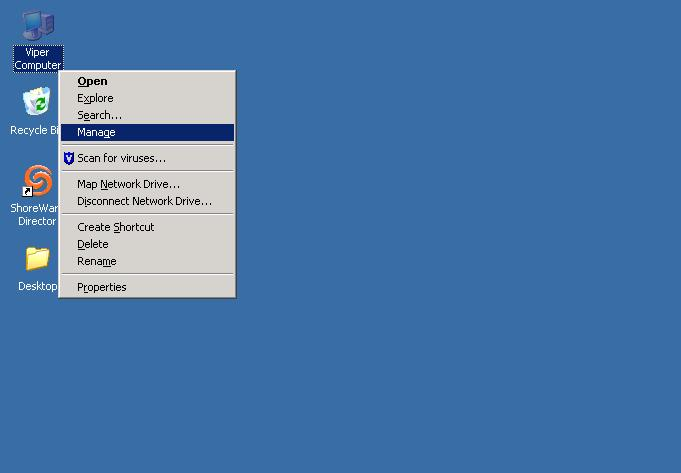 Viper
Computer
Open
Explore
Search...
Manage
Scan for viruses...
Map Network Drive...
Disconnect Network Drive...
Create Shortcut
Delete
Rename
Properties
Recycle Bi
ShoreWar
Director
Desktop